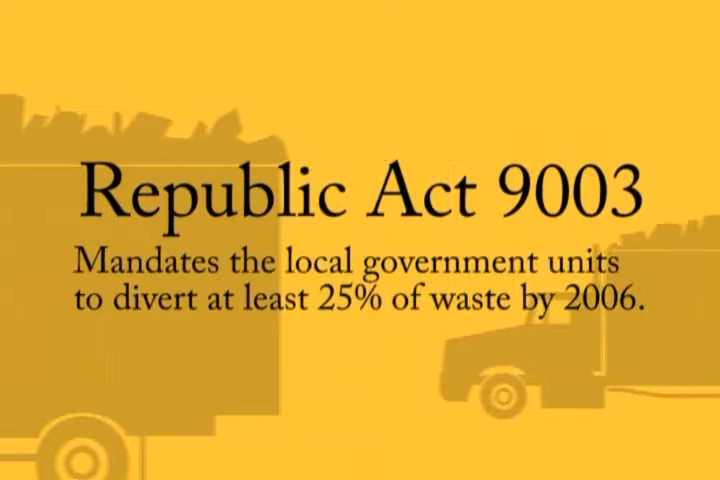 Republic Act 9003
Mandates the local government units
to divert at least 25% of waste by 2006.